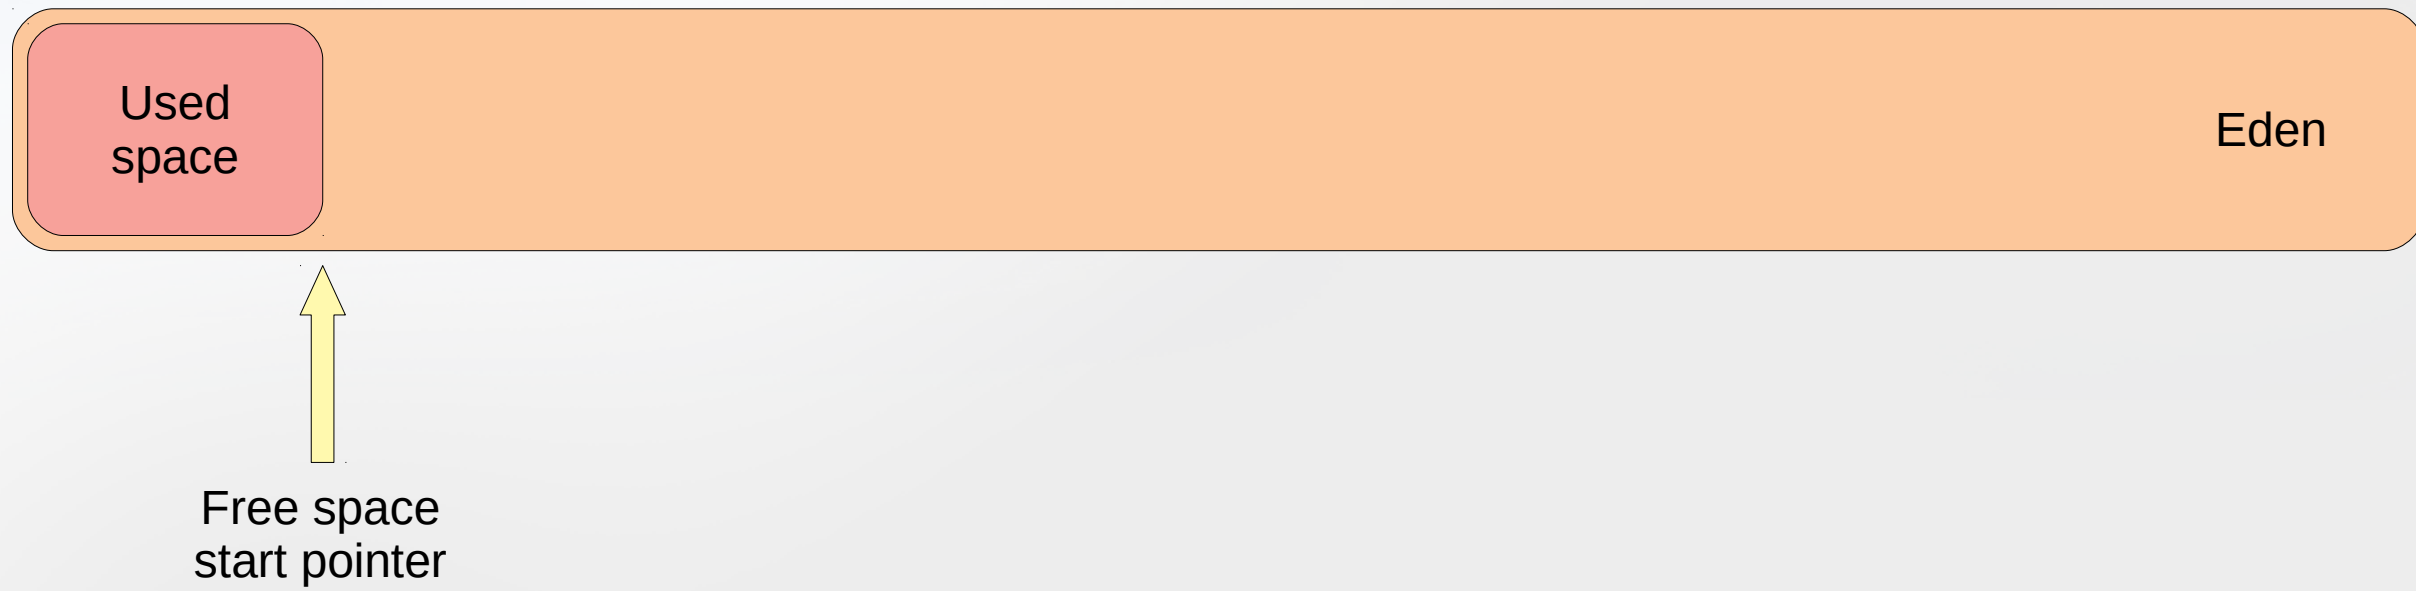 Used
space
Eden
Free space
start pointer